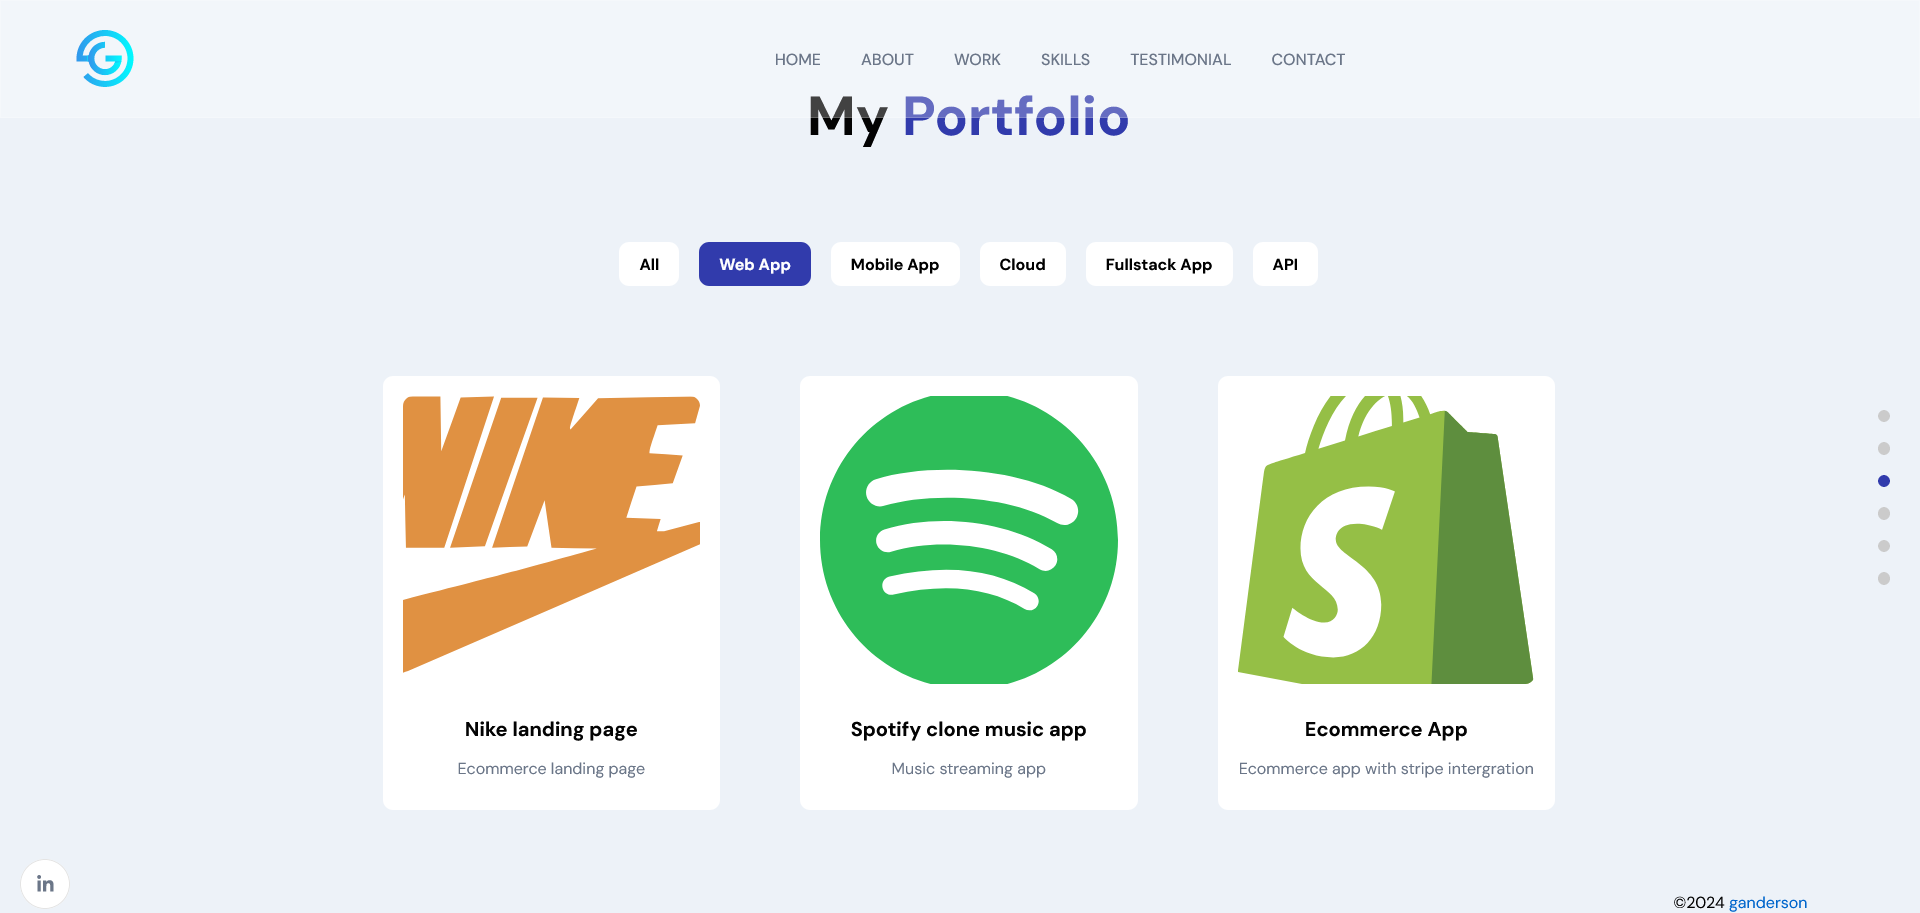 HOME ABOUT WORK SKILLS TESTIMONIAL CONTACT
My Portfolio
All Web App Mobile App Cloud Fullstack App API
NIKE
S
Nike landing page
Ecommerce landing page
Spotify clone music app
Music streaming app
Ecommerce App
Ecommerce app with stripe intergration
in
©2024 ganderson